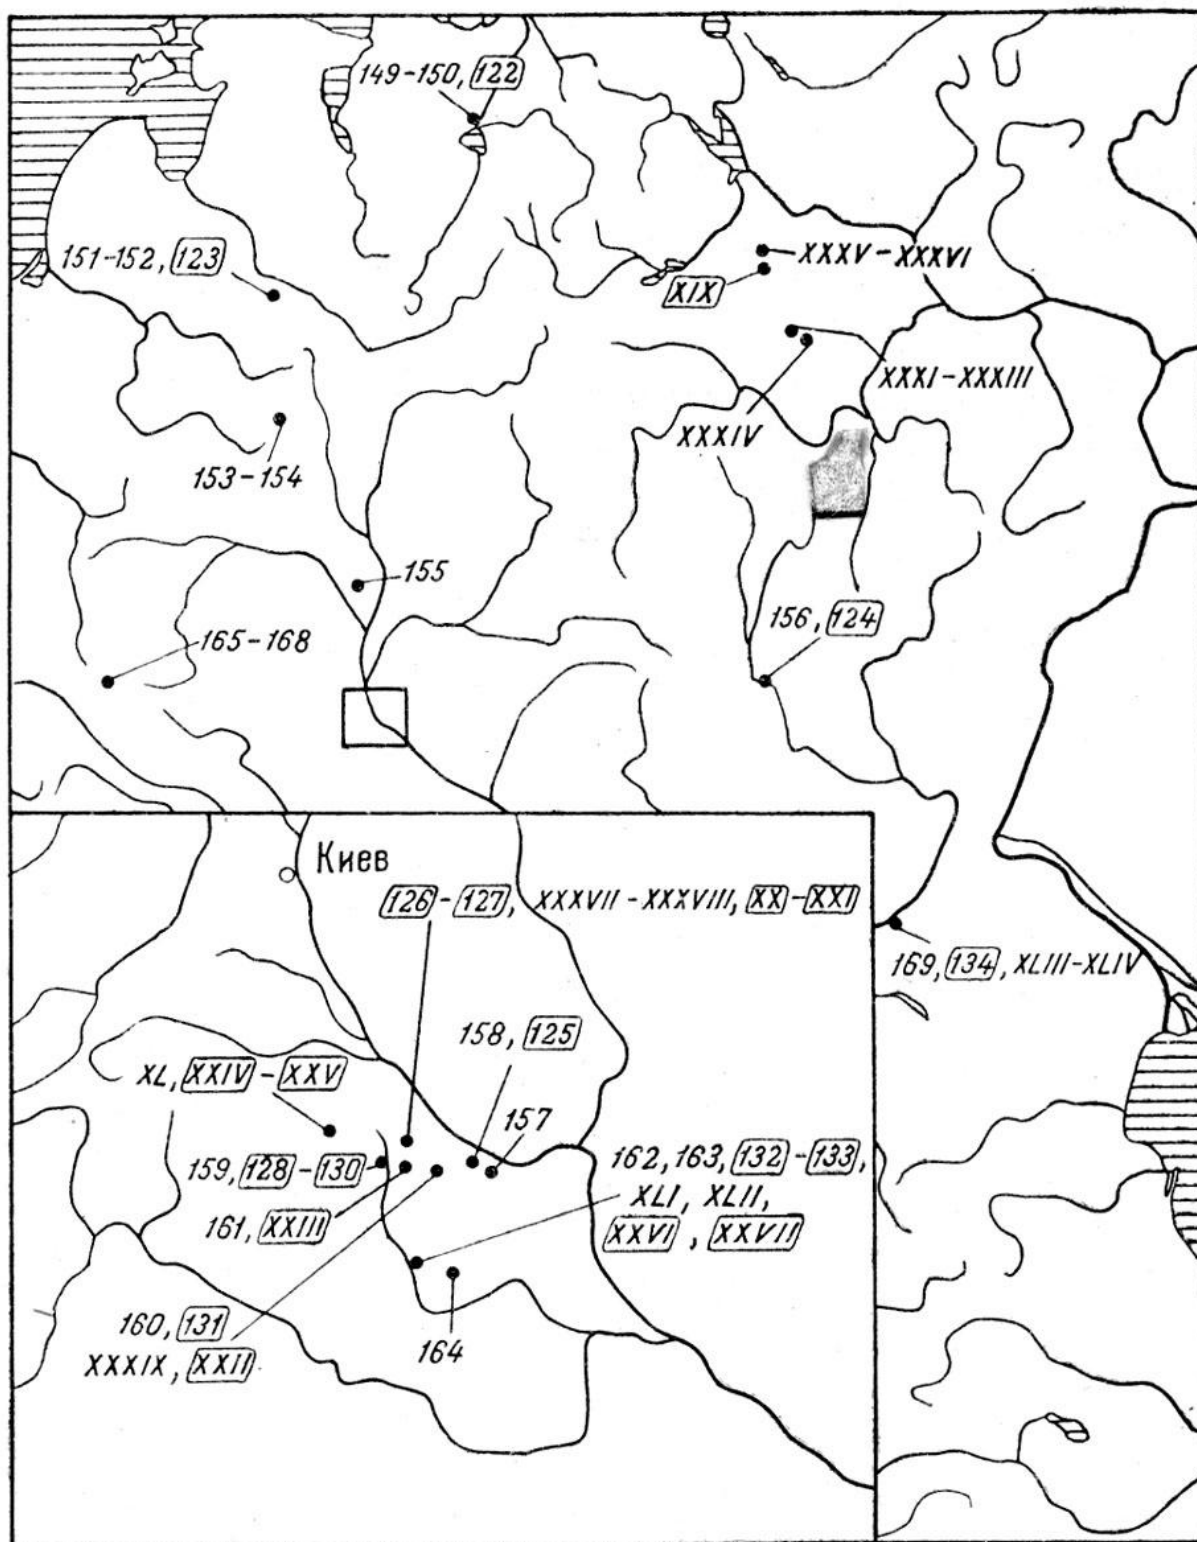 149-150, 122
151-152, 123
XXXV-XXXVI
XIX
XXXI-XXXIII
XXXIV
153-154
155
156, 124
165-168
Киев
126-127, XXXVII-XXXVIII, XX-XXI
169, 134, XLIII-XLIV
158, 125
XL, XXIV-XXV
157
159, 128-130
162, 163, 132-133,
XLI, XLII,
XXVI, XXVII
161, XXIII
160, 131
XXXIX, XXII
164